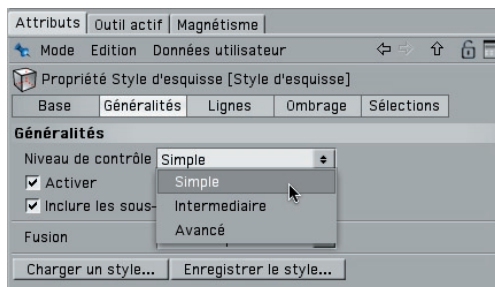 Attributs Outil actif Magnétisme
Mode Edition Données utilisateur
Propriété Style d'esquisse [Style d'esquisse]
Base Généralités Lignes Ombrage Sélections
Généralités
Niveau de contrôle Simple
Activer Simple
Inclure les sous- Intermediaire
Fusion Avancé
Charger un style... Enregistrer le style...